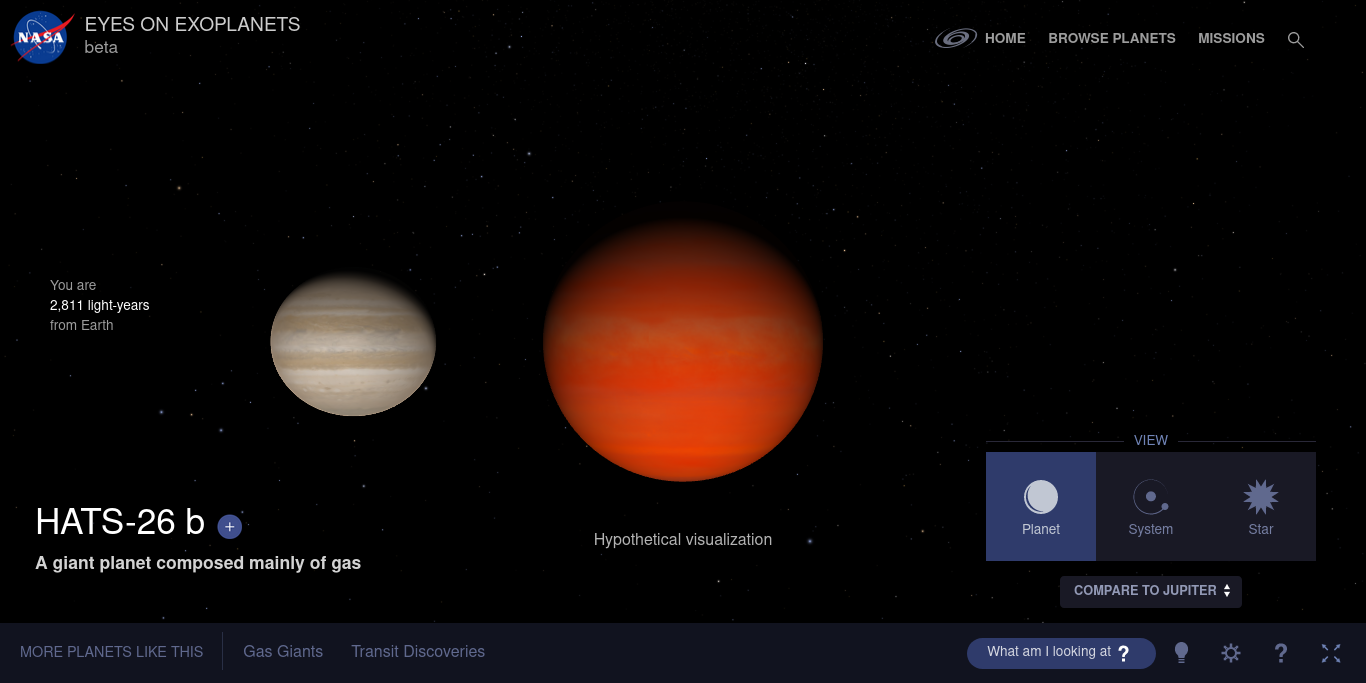 NASA
EYES ON EXOPLANETS
beta
HOME
BROWSE PLANETS
MISSIONS
You are
2,811 light-years
from Earth
HATS-26 b +
A giant planet composed mainly of gas
Hypothetical visualization
VIEW
Planet
System
Star
COMPARE TO JUPITER
MORE PLANETS LIKE THIS
Gas Giants
Transit Discoveries
What am I looking at ?
?